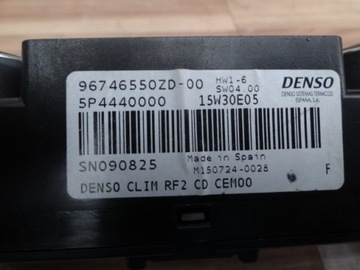 96746550ZD-00 HW1-6 DENSO
SW04.00 DENSO SISTEMAS TERMICOS
5P4440000 15W30E05 ESPAÑA, S.A.
SN090825 Made in Spain
M150724-0028 F
DENSO CLIM RF2 CD CEM00